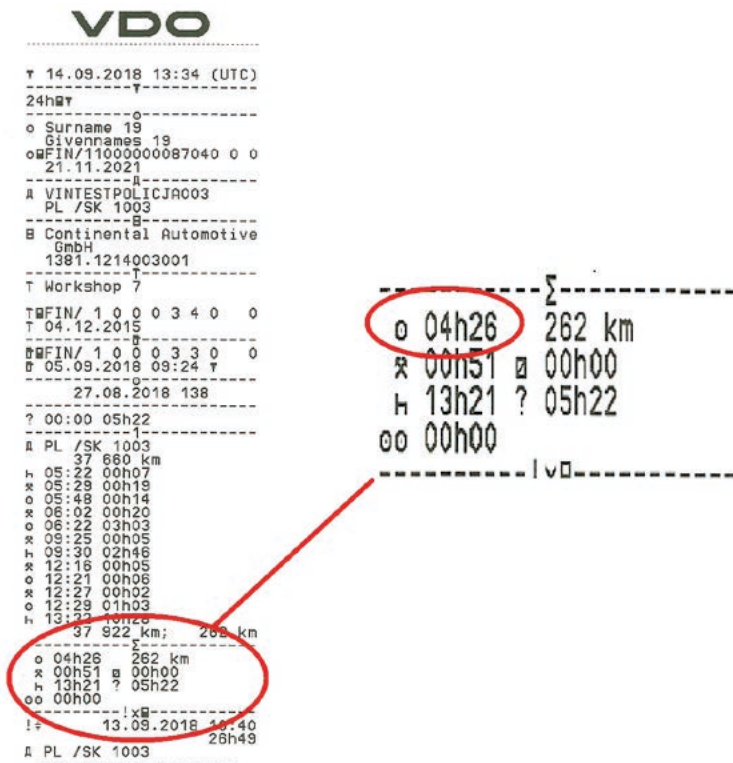 VDO
14.09.2018 13:34 (UTC)
24h
Surname 19
Givennames 19
FIN/11000000087040 0 0
21.11.2021
VINTESTPOLICJA003
PL /SK 1003
Continental Automotive
GmbH
1381.1214003001
T Workshop 7
T FIN/ 1 0 0 0 3 4 0 0
T 04.12.2015
FIN/ 1 0 0 0 3 3 0 0
05.09.2018 09:24
27.08.2018 138
? 00:00 05h22
1
PL /SK 1003
37 660 km
05:22 00h07
05:29 00h19
05:48 00h14
06:02 00h20
06:22 03h03
09:25 00h05
09:30 02h46
12:16 00h05
12:21 00h06
12:27 00h02
12:29 01h03
13:32 10h28
37 922 km; 262 km
Σ
04h26 262 km
00h51 00h00
13h21 ? 05h22
00h00
!x
! 13.09.2018 10:40
26h49
PL /SK 1003
Σ
04h26 262 km
00h51 00h00
13h21 ? 05h22
00h00